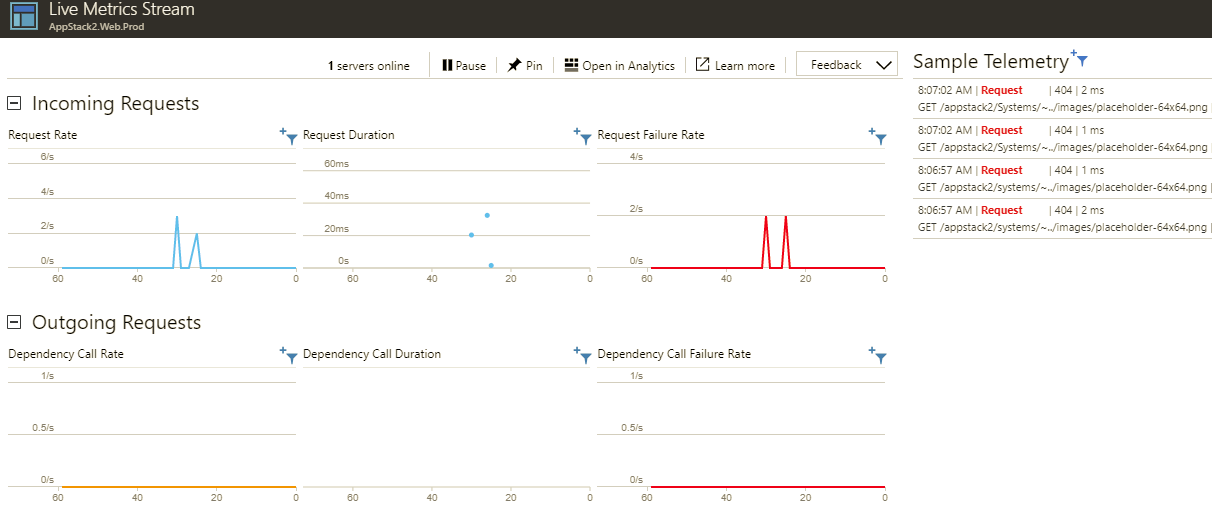 Live Metrics Stream
AppStack2.Web.Prod
1 servers online
Pause
Pin
Open in Analytics
Learn more
Feedback
Incoming Requests
Request Rate
6/s
4/s
2/s
0/s
60 40 20 0
Request Duration
60ms
40ms
20ms
0s
60 40 20 0
Request Failure Rate
4/s
2/s
0/s
60 40 20 0
Outgoing Requests
Dependency Call Rate
1/s
0.5/s
0/s
60 40 20 0
Dependency Call Duration
60 40 20 0
Dependency Call Failure Rate
1/s
0.5/s
0/s
60 40 20 0
Sample Telemetry
8:07:02 AM | Request | 404 | 2 ms
GET /appstack2/Systems/~../images/placeholder-64x64.png |
8:07:02 AM | Request | 404 | 1 ms
GET /appstack2/Systems/~../images/placeholder-64x64.png |
8:06:57 AM | Request | 404 | 1 ms
GET /appstack2/systems/~../images/placeholder-64x64.png |
8:06:57 AM | Request | 404 | 2 ms
GET /appstack2/systems/~../images/placeholder-64x64.png |